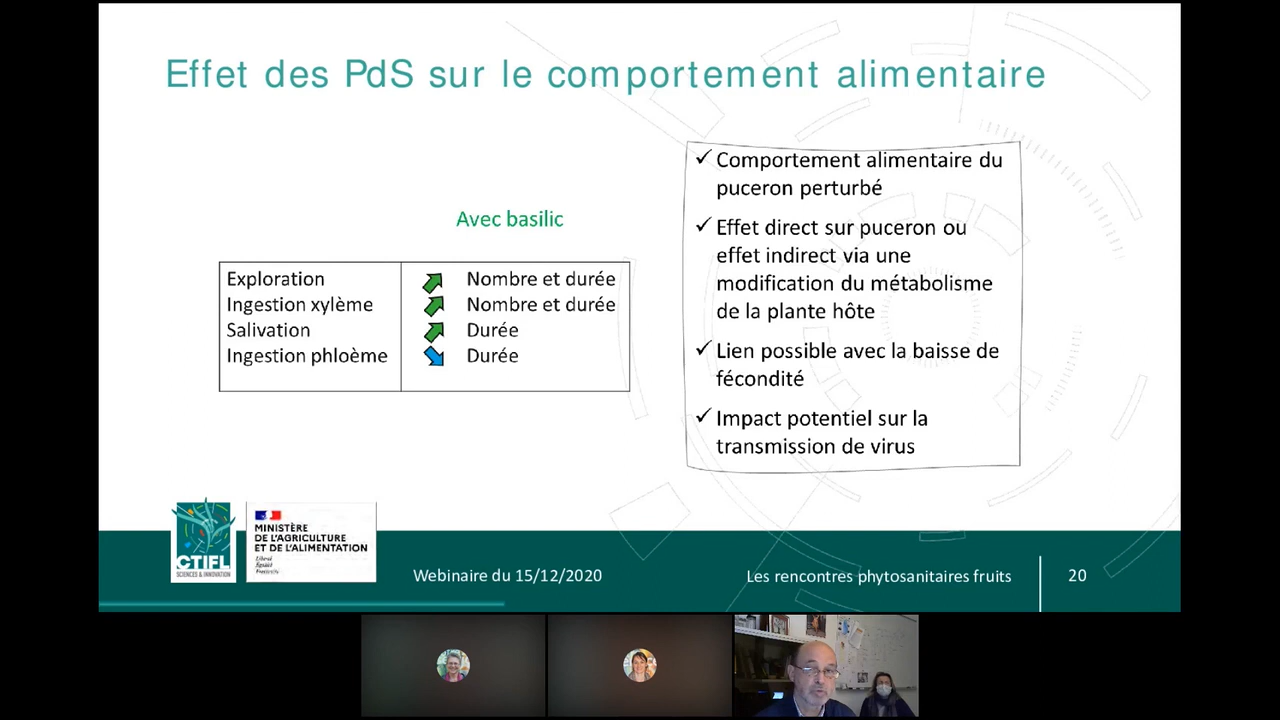 Effet des PdS sur le comportement alimentaire
Avec basilic
Exploration Nombre et durée
Ingestion xylème Nombre et durée
Salivation Durée
Ingestion phloème Durée
✓ Comportement alimentaire du
puceron perturbé
✓ Effet direct sur puceron ou
effet indirect via une
modification du métabolisme
de la plante hôte
✓ Lien possible avec la baisse de
fécondité
✓ Impact potentiel sur la
transmission de virus
CTIFL
SCIENCES & INNOVATION
MINISTÈRE
DE L'AGRICULTURE
ET DE L'ALIMENTATION
Liberté
Égalité
Fraternité
Webinaire du 15/12/2020
Les rencontres phytosanitaires fruits
20